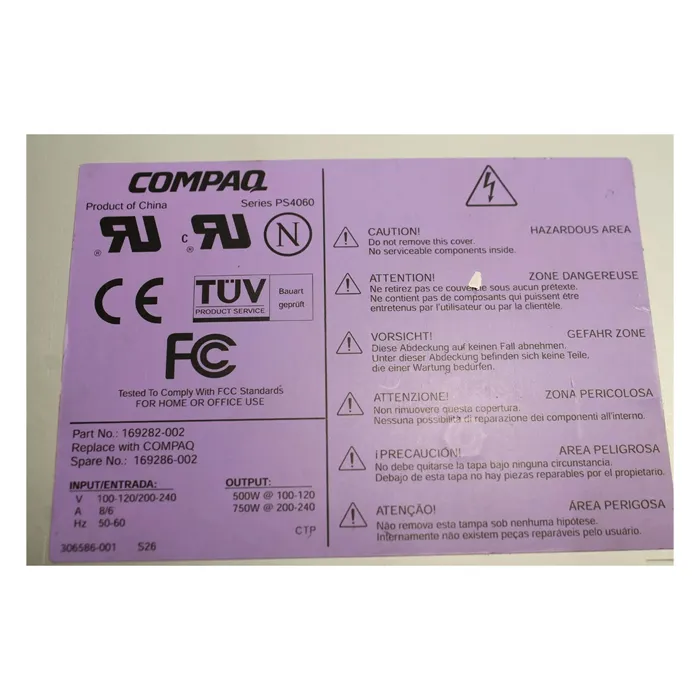 COMPAQ
Product of China Series PS4060
RU ® c RU ® N
CE TÜV PRODUCT SERVICE Bauart geprüft
FC
Tested To Comply With FCC Standards
FOR HOME OR OFFICE USE
Part No.: 169282-002
Replace with COMPAQ
Spare No.: 169286-002
INPUT/ENTRADA: OUTPUT:
V 100-120/200-240 500W @ 100-120
A 8/6 750W @ 200-240
Hz 50-60
CTP
306586-001 S26
CAUTION! HAZARDOUS AREA
Do not remove this cover.
No serviceable components inside.
ATTENTION! ZONE DANGEREUSE
Ne retirez pas ce sous aucun prétexte.
Ne contient pas de composants qui puissent être
entretenus par l'utilisateur ou par la clientèle.
VORSICHT! GEFAHR ZONE
Diese Abdeckung auf keinen Fall abnehmen.
Unter dieser Abdeckung befinden sich keine Teile,
die einer Wartung bedürfen.
ATTENZIONE! ZONA PERICOLOSA
Non rimuovere questa copertura.
Nessuna possibilità di reparazione dei componenti all'interno.
¡PRECAUCIÓN! AREA PELIGROSA
No debe quitarse la tapa bajo ninguna circunstancia.
Debajo de esta tapa no hay piezas reparables por el propietario.
ATENÇÃO! ÁREA PERIGOSA
Não remova esta tampa sob nenhuma hipótese.
Internamento não existem peças reparáveis pelo usuário.